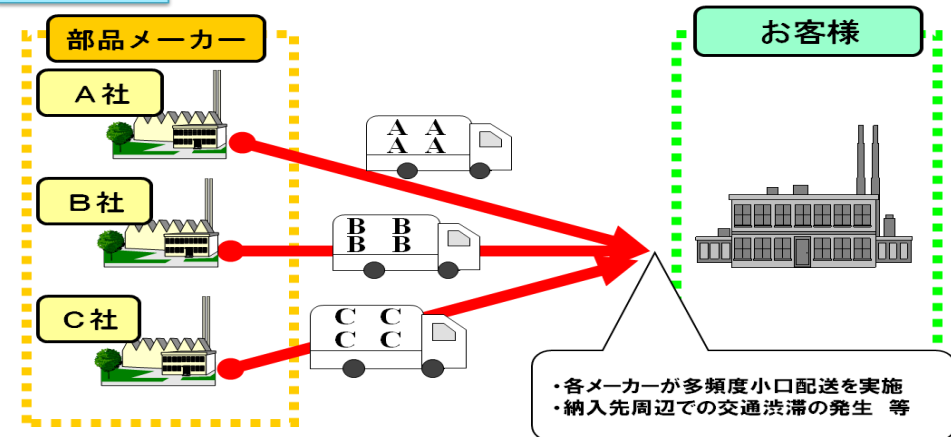 部品メーカー
お客様
A社
A A
A A
B社
B B
B B
C社
C C
C C
・各メーカーが多頻度小口配送を実施
・納入先周辺での交通渋滞の発生 等